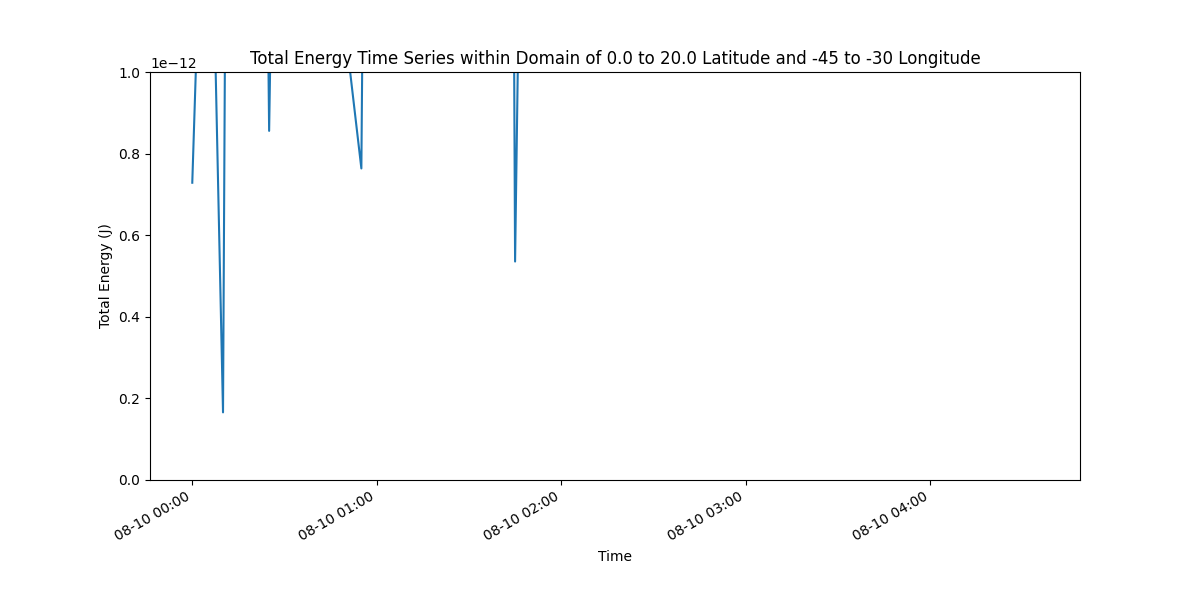 Total Energy Time Series within Domain of 0.0 to 20.0 Latitude and -45 to -30 Longitude
1e−12
1.0
0.8
0.6
0.4
0.2
0.0
Total Energy (J)
08-10 00:00
08-10 01:00
08-10 02:00
08-10 03:00
08-10 04:00
Time